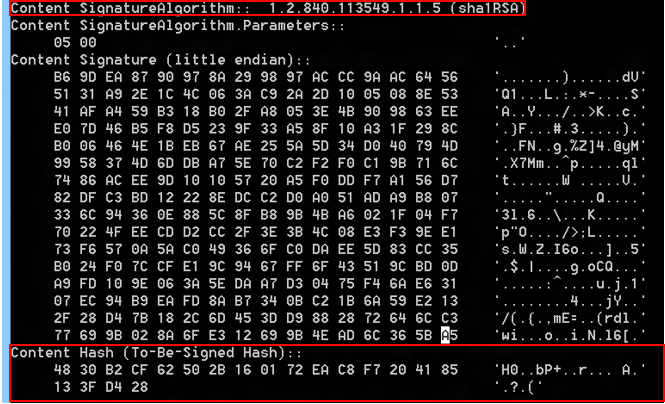 Content SignatureAlgorithm:: 1.2.840.113549.1.1.5 (sha1RSA)
Content SignatureAlgorithm.Parameters::
05 00 '..'
Content Signature (little endian)::
B6 9D EA 87 90 97 8A 29 98 97 AC CC 9A AC 64 56 '.......)......dV'
51 31 A9 2E 1C 4C 06 3A C9 2A 2D 10 05 08 8E 53 'Q1...L.:.*-....S'
41 AF A4 59 B3 18 B0 2F A8 05 3E 4B 90 98 63 EE 'A..Y.../..>K..c.'
E0 7D 46 B5 F8 D5 23 9F 33 A5 8F 10 A3 1F 29 8C '.}F...#.3.....).'
B0 06 46 4E 1B EB 67 AE 25 5A 5D 34 D0 40 79 4D '..FN..g.%Z]4.@yM'
99 58 37 4D 6D DB A7 5E 70 C2 F2 F0 C1 9B 71 6C '.X7Mm..^p.....ql'
74 86 AC EE 9D 10 10 57 20 A5 F0 DD F7 A1 56 D7 't......W .....V.'
82 DF C3 BD 12 22 8E DC C2 D0 A0 51 AD A9 B8 07 '.....".....Q....'
33 6C 94 36 0E 88 5C 8F B8 9B 4B A6 02 1F 04 F7 '3l.6..\...K.....'
70 22 4F EE CD D2 CC 2F 3E 3B 4C 08 E3 F3 9E E1 'p"O..../>;L.....'
73 F6 57 0A 5A C0 49 36 6F C0 DA EE 5D 83 CC 35 's.W.Z.I6o...]..5'
B0 24 F0 7C CF E1 9C 94 67 FF 6F 43 51 9C BD 0D '.$.|....g.oCQ...'
A9 FD 10 9E 06 3A 5E DA A7 D3 04 75 F4 6A E6 31 '.....:^....u.j.1'
07 EC 94 B9 EA FD 8A B7 34 0B C2 1B 6A 59 E2 13 '........4...jY..'
2F 28 D4 7B 18 2C 6D 45 3D D9 88 28 72 64 6C C3 '/(.{.,mE=..(rdl.'
77 69 9B 02 8A 6F E3 12 69 9B 4E AD 6C 36 5B A5 'wi...o..i.N.l6[.'
Content Hash (To-Be-Signed Hash)::
48 30 B2 CF 62 50 2B 16 01 72 EA C8 F7 20 41 85 'H0..bP+..r... A.'
13 3F D4 28 '.?.('